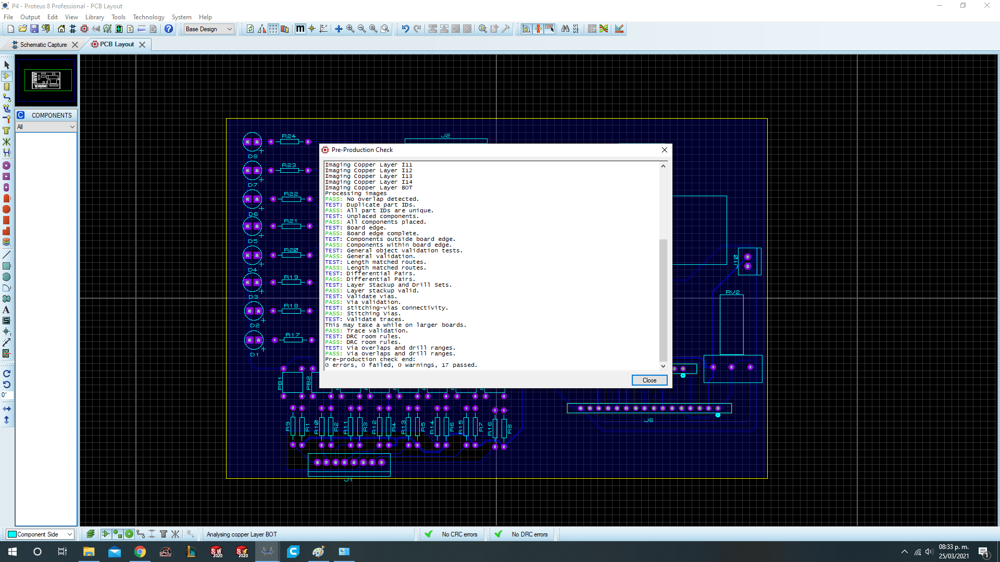 P4 - Proteus 8 Professional - PCB Layout
File Output Edit View Library Tools Technology System Help
Base Design
Schematic Capture
PCB Layout
COMPONENTS
All
Pre-Production Check
Imaging Copper Layer I11
Imaging Copper Layer I12
Imaging Copper Layer I13
Imaging Copper Layer I14
Imaging Copper Layer BOT
Processing images
PASS: No overlap detected.
TEST: Duplicate part IDs.
PASS: All part IDs are unique.
TEST: Unplaced components.
PASS: All components placed.
TEST: Board edge.
PASS: Board edge complete.
TEST: Components outside board edge.
PASS: Components within board edge.
TEST: General object validation tests.
PASS: General validation.
TEST: Length matched routes.
PASS: Length matched routes.
TEST: Differential Pairs.
PASS: Differential Pairs.
TEST: Layer Stackup and Drill Sets.
PASS: Layer stackup valid.
TEST: Validate vias.
PASS: Via validation.
TEST: stitching-vias connectivity.
PASS: Stitching Vias.
TEST: Validate traces.
This may take a while on larger boards.
PASS: Trace validation.
TEST: DRC room rules.
PASS: DRC room rules.
TEST: Via overlaps and drill ranges.
PASS: Via overlaps and drill ranges.
Pre-production check end:
0 errors, 0 failed, 0 warnings, 17 passed.
Close
R24
J2
D8
R23
D7
R22
D6
R21
D5
R20
D4
R19
D3
R18
D2
R17
D1
J10
RV2
PB1
PB2
R9
R1
R10
R2
R11
R3
R12
R4
R13
R5
R14
R6
R15
R7
R16
R8
J6
8 7 6 5 4 3 2 1
J1
0°
Component Side
Analysing copper Layer BOT
No CRC errors
No DRC errors
08:33 p. m.
25/03/2021